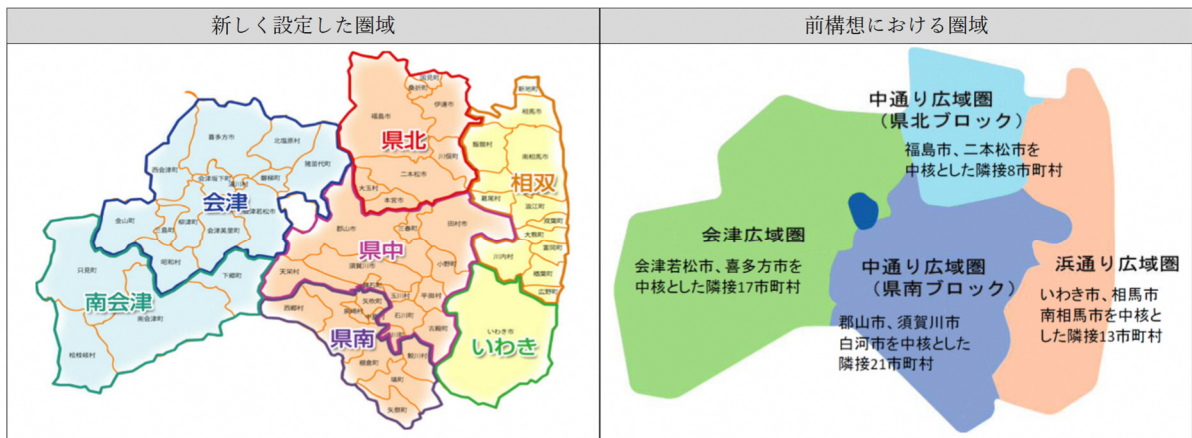 新しく設定した圏域
前構想における圏域
国見町
桑折町
伊達市
福島市
県北
川俣町
二本松市
大玉村
本宮市
新地町
相馬市
飯舘村
南相馬市
相双
葛尾村
浪江町
双葉町
大熊町
富岡町
川内村
楢葉町
広野町
喜多方市
北塩原村
西会津町
猪苗代町
会津坂下町
磐梯町
湯川村
会津
会津若松市
金山町
柳津町
三島町
会津美里町
昭和村
郡山市
三春町
田村市
県中
小野町
天栄村
須賀川市
鏡石町
玉川村
平田村
石川町
古殿町
只見町
下郷町
南会津
南会津町
檜枝岐村
西郷村
矢吹町
県南
鮫川村
棚倉町
塙町
矢祭町
いわき市
いわき
中通り広域圏
（県北ブロック）
福島市、二本松市を
中核とした隣接8市町村
会津広域圏
会津若松市、喜多方市を
中核とした隣接17市町村
中通り広域圏
（県南ブロック）
郡山市、須賀川市
白河市を中核とした
隣接21市町村
浜通り広域圏
いわき市、相馬市
南相馬市を中核と
した隣接13市町村